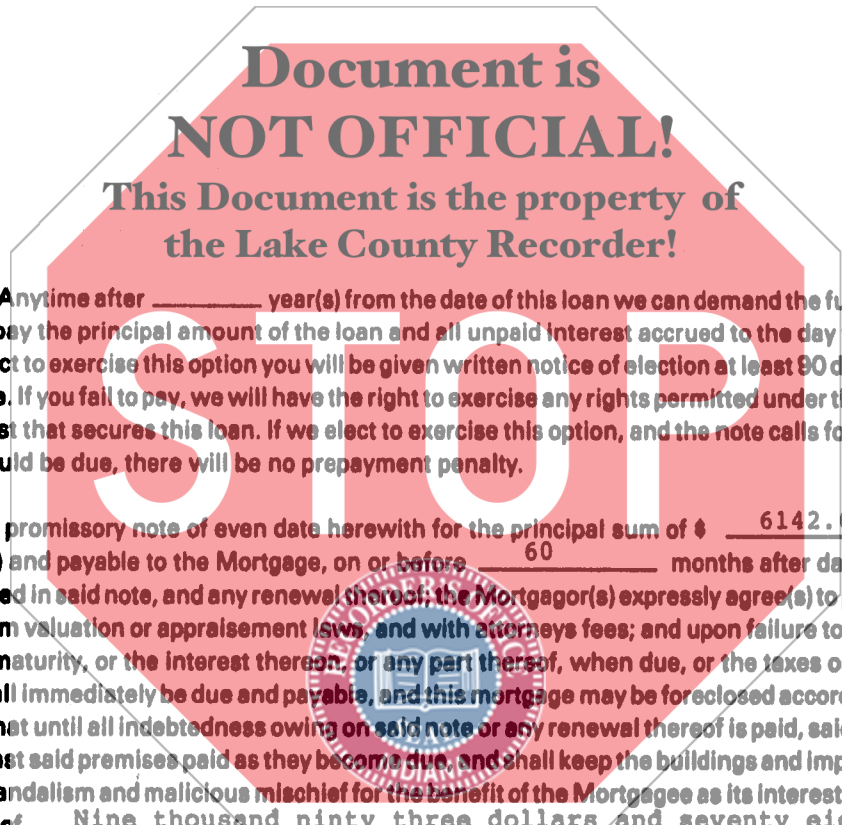 Document is
NOT OFFICIAL!
This Document is the property of
the Lake County Recorder!
Anytime after ________ year(s) from the date of this loan we can demand the fu
pay the principal amount of the loan and all unpaid interest accrued to the day
ct to exercise this option you will be given written notice of election at least 90 d
e. If you fail to pay, we will have the right to exercise any rights permitted under t
st that secures this loan. If we elect to exercise this option, and the note calls fo
uld be due, there will be no prepayment penalty.
STOP
promissory note of even date herewith for the principal sum of $ 6142.
) and payable to the Mortgage, on or before 60 months after da
ed in said note, and any renewal thereof; the Mortgagor(s) expressly agree(s) to
n valuation or appraisement laws, and with attorneys fees; and upon failure to
maturity, or the interest thereon, or any part thereof, when due, or the taxes o
ll immediately be due and payable, and this mortgage may be foreclosed accor
hat until all indebtedness owing on said note or any renewal thereof is paid, sai
st said premises paid as they become due, and shall keep the buildings and imp
andalism and malicious mischief for the benefit of the Mortgagee as its interest
of Nine thousand ninty three dollars and seventy eig
RECORDER'S OFFICE
SEAL
INDIANA